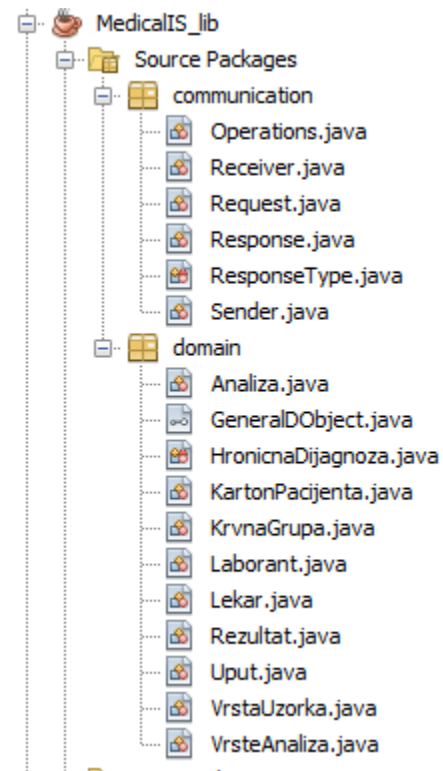 MedicalIS_lib
Source Packages
communication
Operations.java
Receiver.java
Request.java
Response.java
ResponseType.java
Sender.java
domain
Analiza.java
GeneralDObject.java
HronicnaDijagnoza.java
KartonPacijenta.java
KrvnaGrupa.java
Laborant.java
Lekar.java
Rezultat.java
Uput.java
VrstaUzorka.java
VrsteAnaliza.java